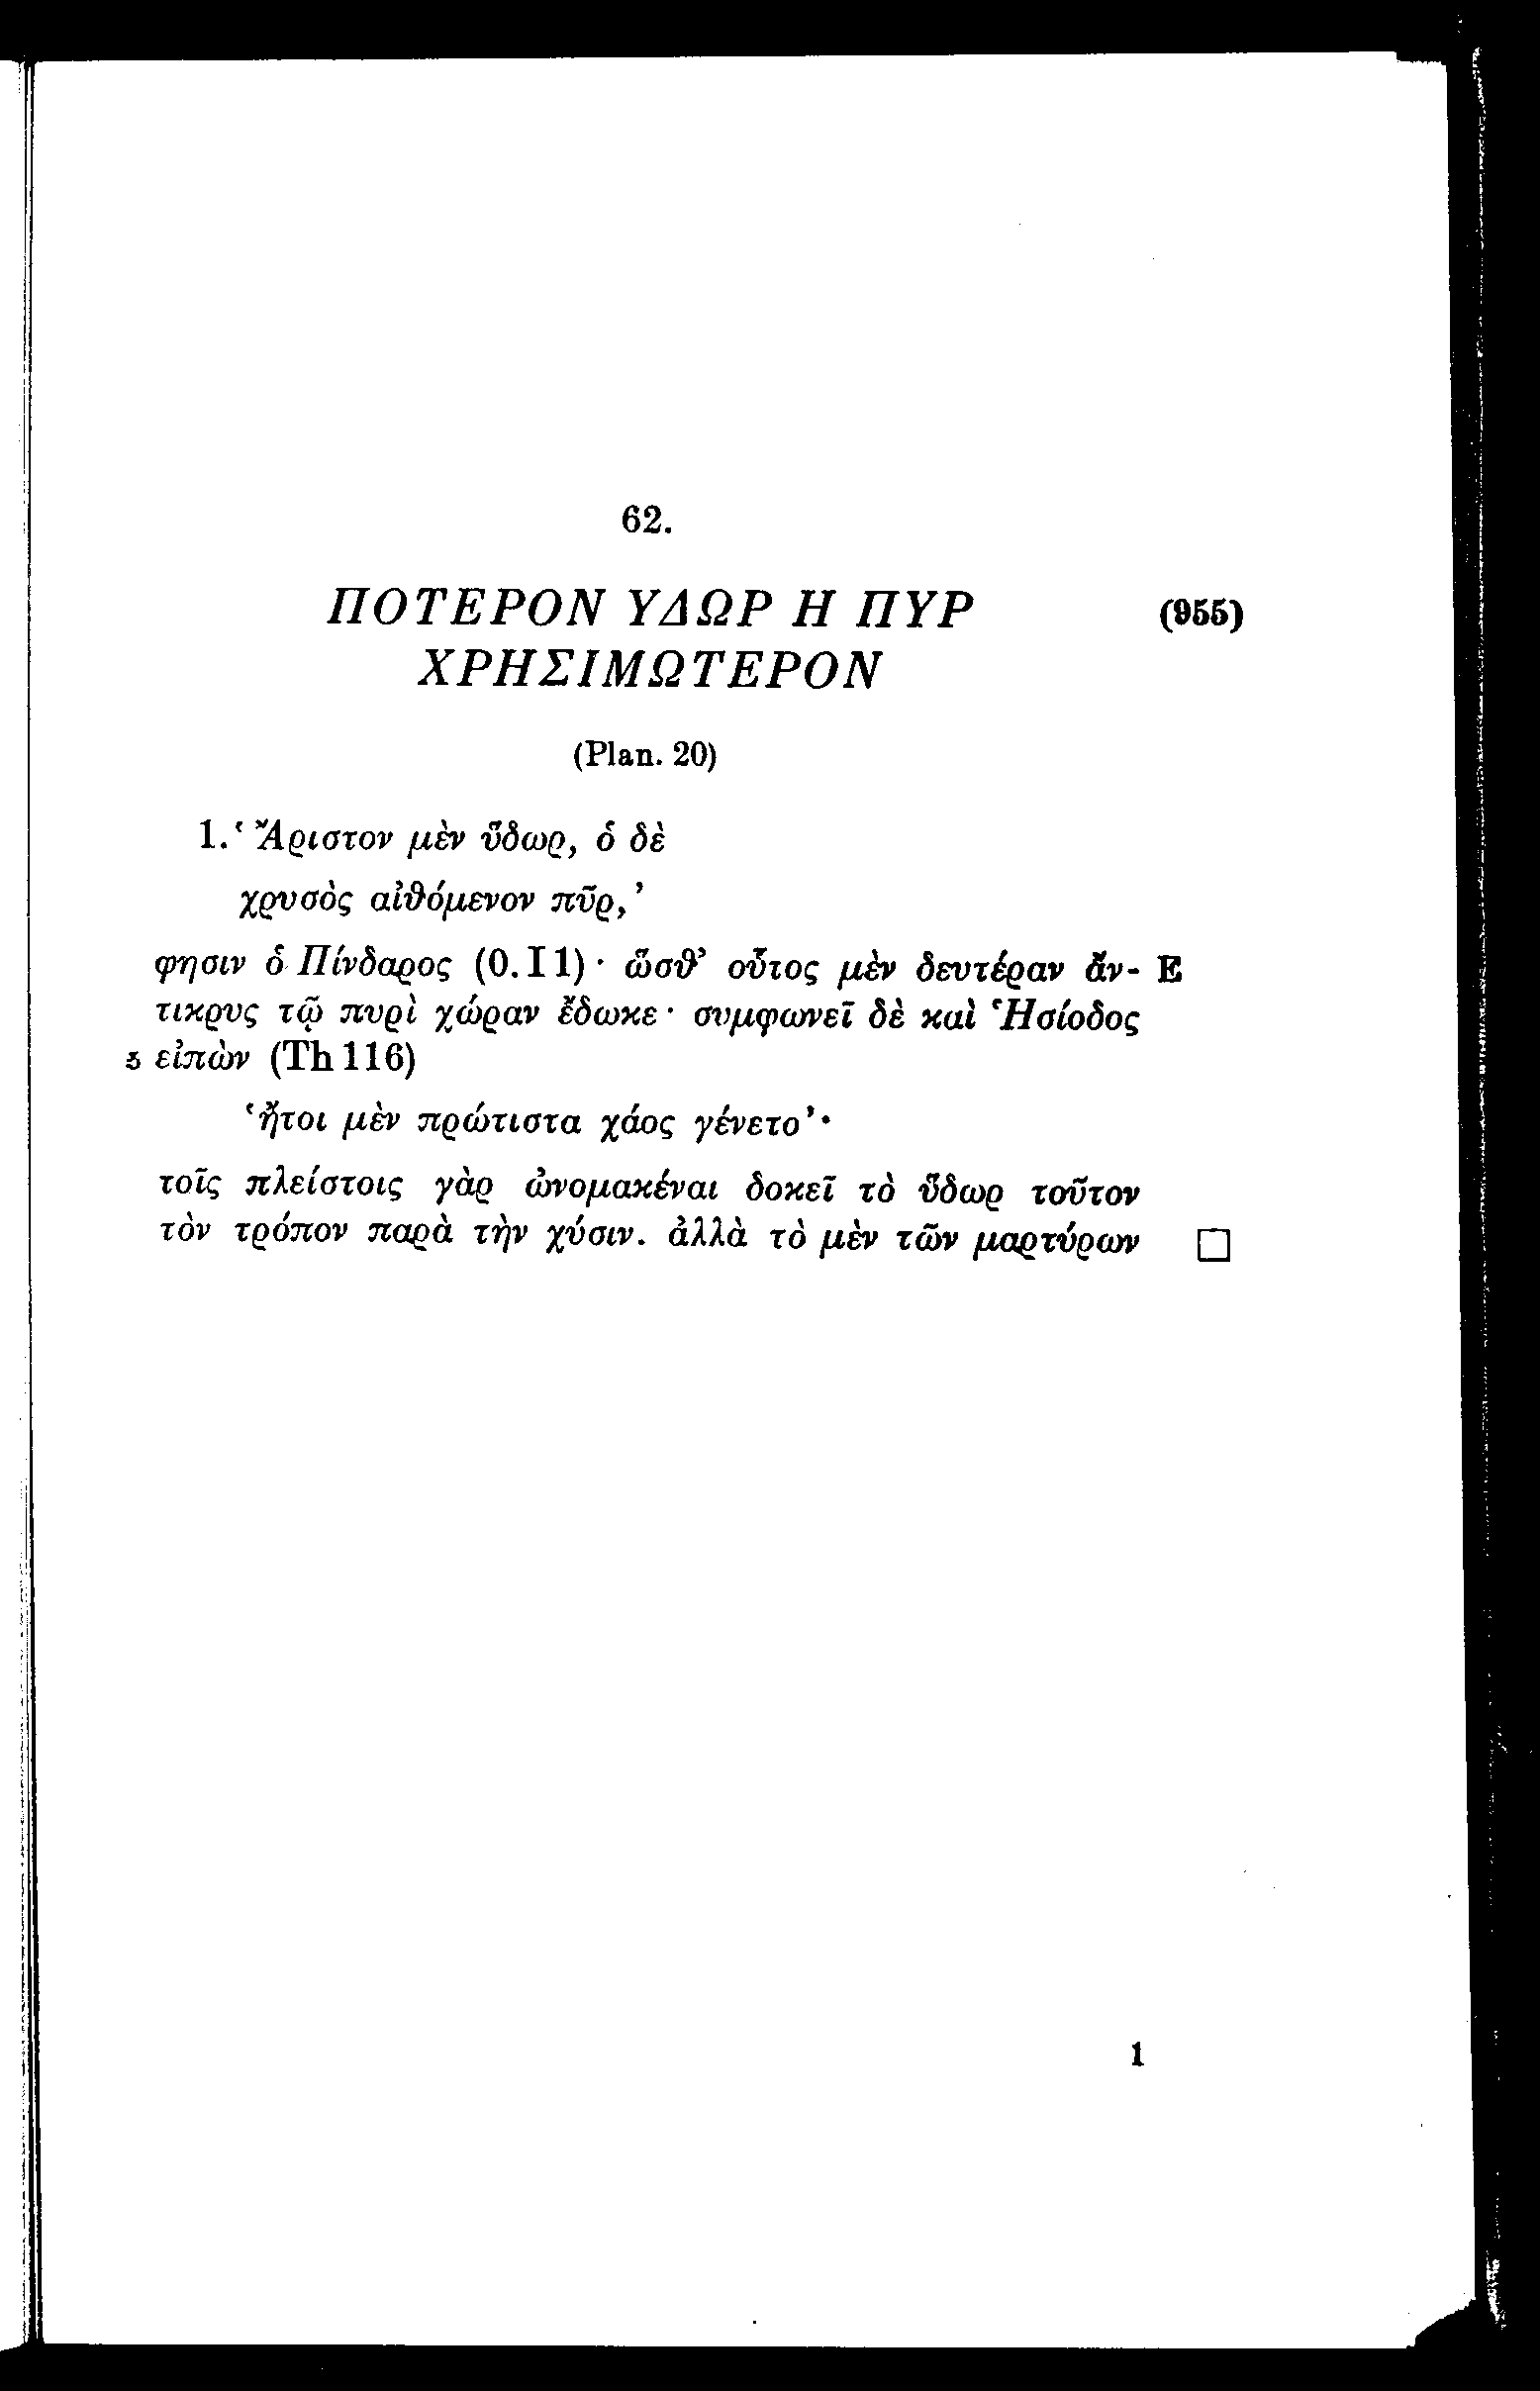 62.
ΠΟΤΕΡΟΝ ΥΔΩΡ Η ΠΥΡ (955)
ΧΡΗΣΙΜΩΤΕΡΟΝ
(Plan. 20)
1. ‘Ἄριστον μὲν ὕδωρ, ὁ δὲ
χρυσὸς αἰθόμενον πῦρ,’
φησιν ὁ Πίνδαρος (O. I 1)· ὥσθ’ οὗτος μὲν δευτέραν ἄν- E
τικρυς τῷ πυρὶ χώραν ἔδωκε· συμφωνεῖ δὲ καὶ Ἡσίοδος
5 εἰπὼν (Th 116)
‘ἤτοι μὲν πρώτιστα χάος γένετο’·
τοῖς πλείστοις γὰρ ὠνομακέναι δοκεῖ τὸ ὕδωρ τοῦτον
τὸν τρόπον παρὰ τὴν χύσιν. ἀλλὰ τὸ μὲν τῶν μαρτύρων □
1